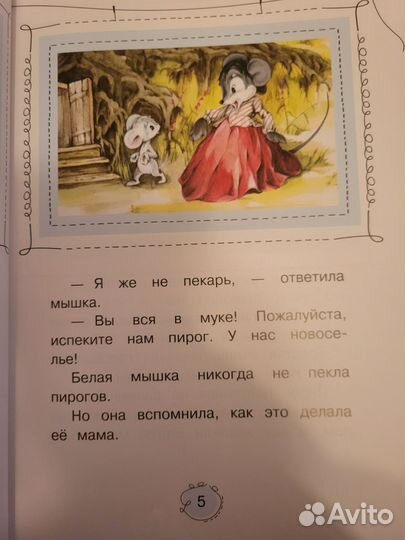 — Я же не пекарь, — ответила
мышка.
— Вы вся в муке! Пожалуйста,
испеките нам пирог. У нас новосе-
лье!
Белая мышка никогда не пекла
пирогов.
Но она вспомнила, как это делала
её мама.
5
Avito